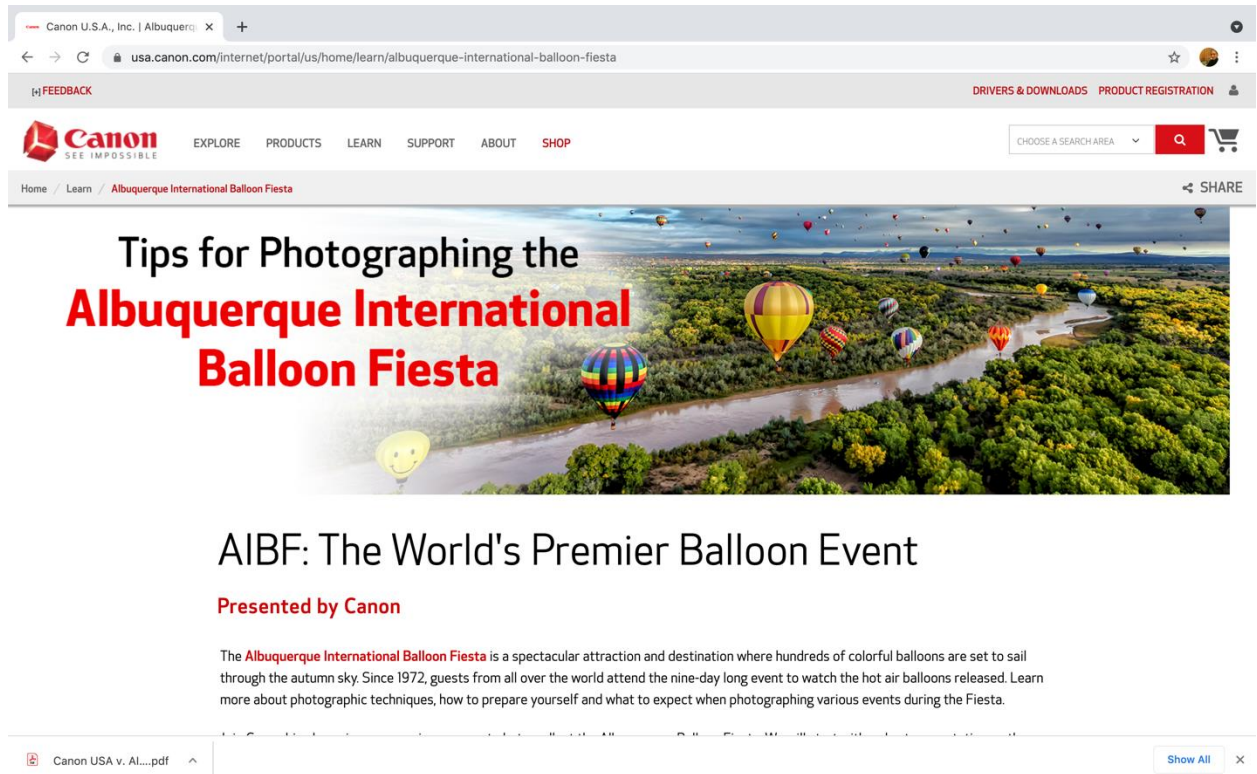 Canon U.S.A., Inc. | Albuquerq
usa.canon.com/internet/portal/us/home/learn/albuquerque-international-balloon-fiesta
[+] FEEDBACK
DRIVERS & DOWNLOADS PRODUCT REGISTRATION
Canon
SEE IMPOSSIBLE
EXPLORE PRODUCTS LEARN SUPPORT ABOUT SHOP
CHOOSE A SEARCH AREA
Home / Learn / Albuquerque International Balloon Fiesta
SHARE
Tips for Photographing the
Albuquerque International
Balloon Fiesta
AIBF: The World's Premier Balloon Event
Presented by Canon
The Albuquerque International Balloon Fiesta is a spectacular attraction and destination where hundreds of colorful balloons are set to sail
through the autumn sky. Since 1972, guests from all over the world attend the nine-day long event to watch the hot air balloons released. Learn
more about photographic techniques, how to prepare yourself and what to expect when photographing various events during the Fiesta.
Canon USA v. Al....pdf
Show All